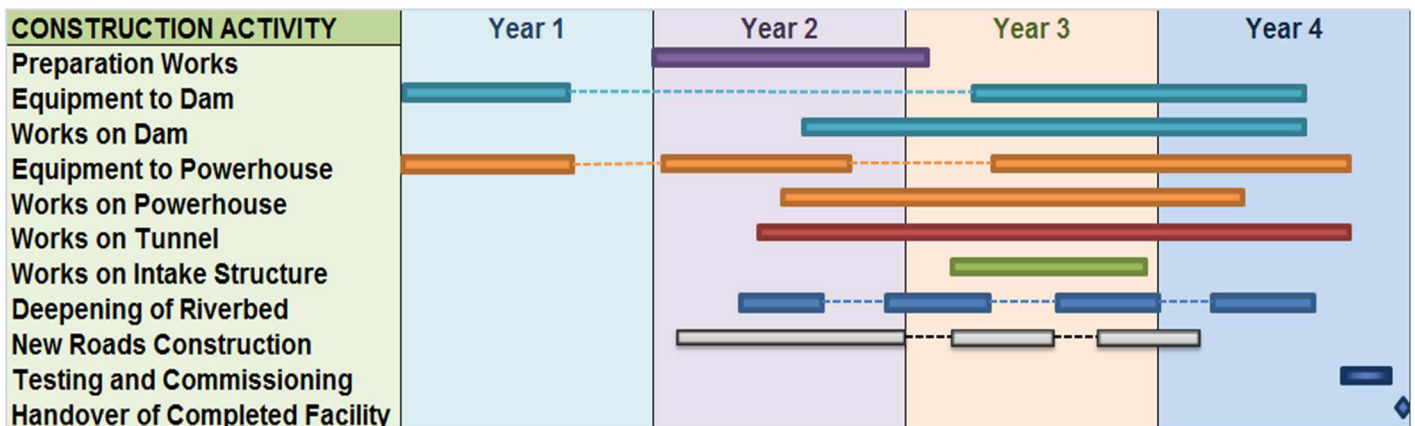 CONSTRUCTION ACTIVITY Year 1 Year 2 Year 3 Year 4
Preparation Works
Equipment to Dam
Works on Dam
Equipment to Powerhouse
Works on Powerhouse
Works on Tunnel
Works on Intake Structure
Deepening of Riverbed
New Roads Construction
Testing and Commissioning
Handover of Completed Facility